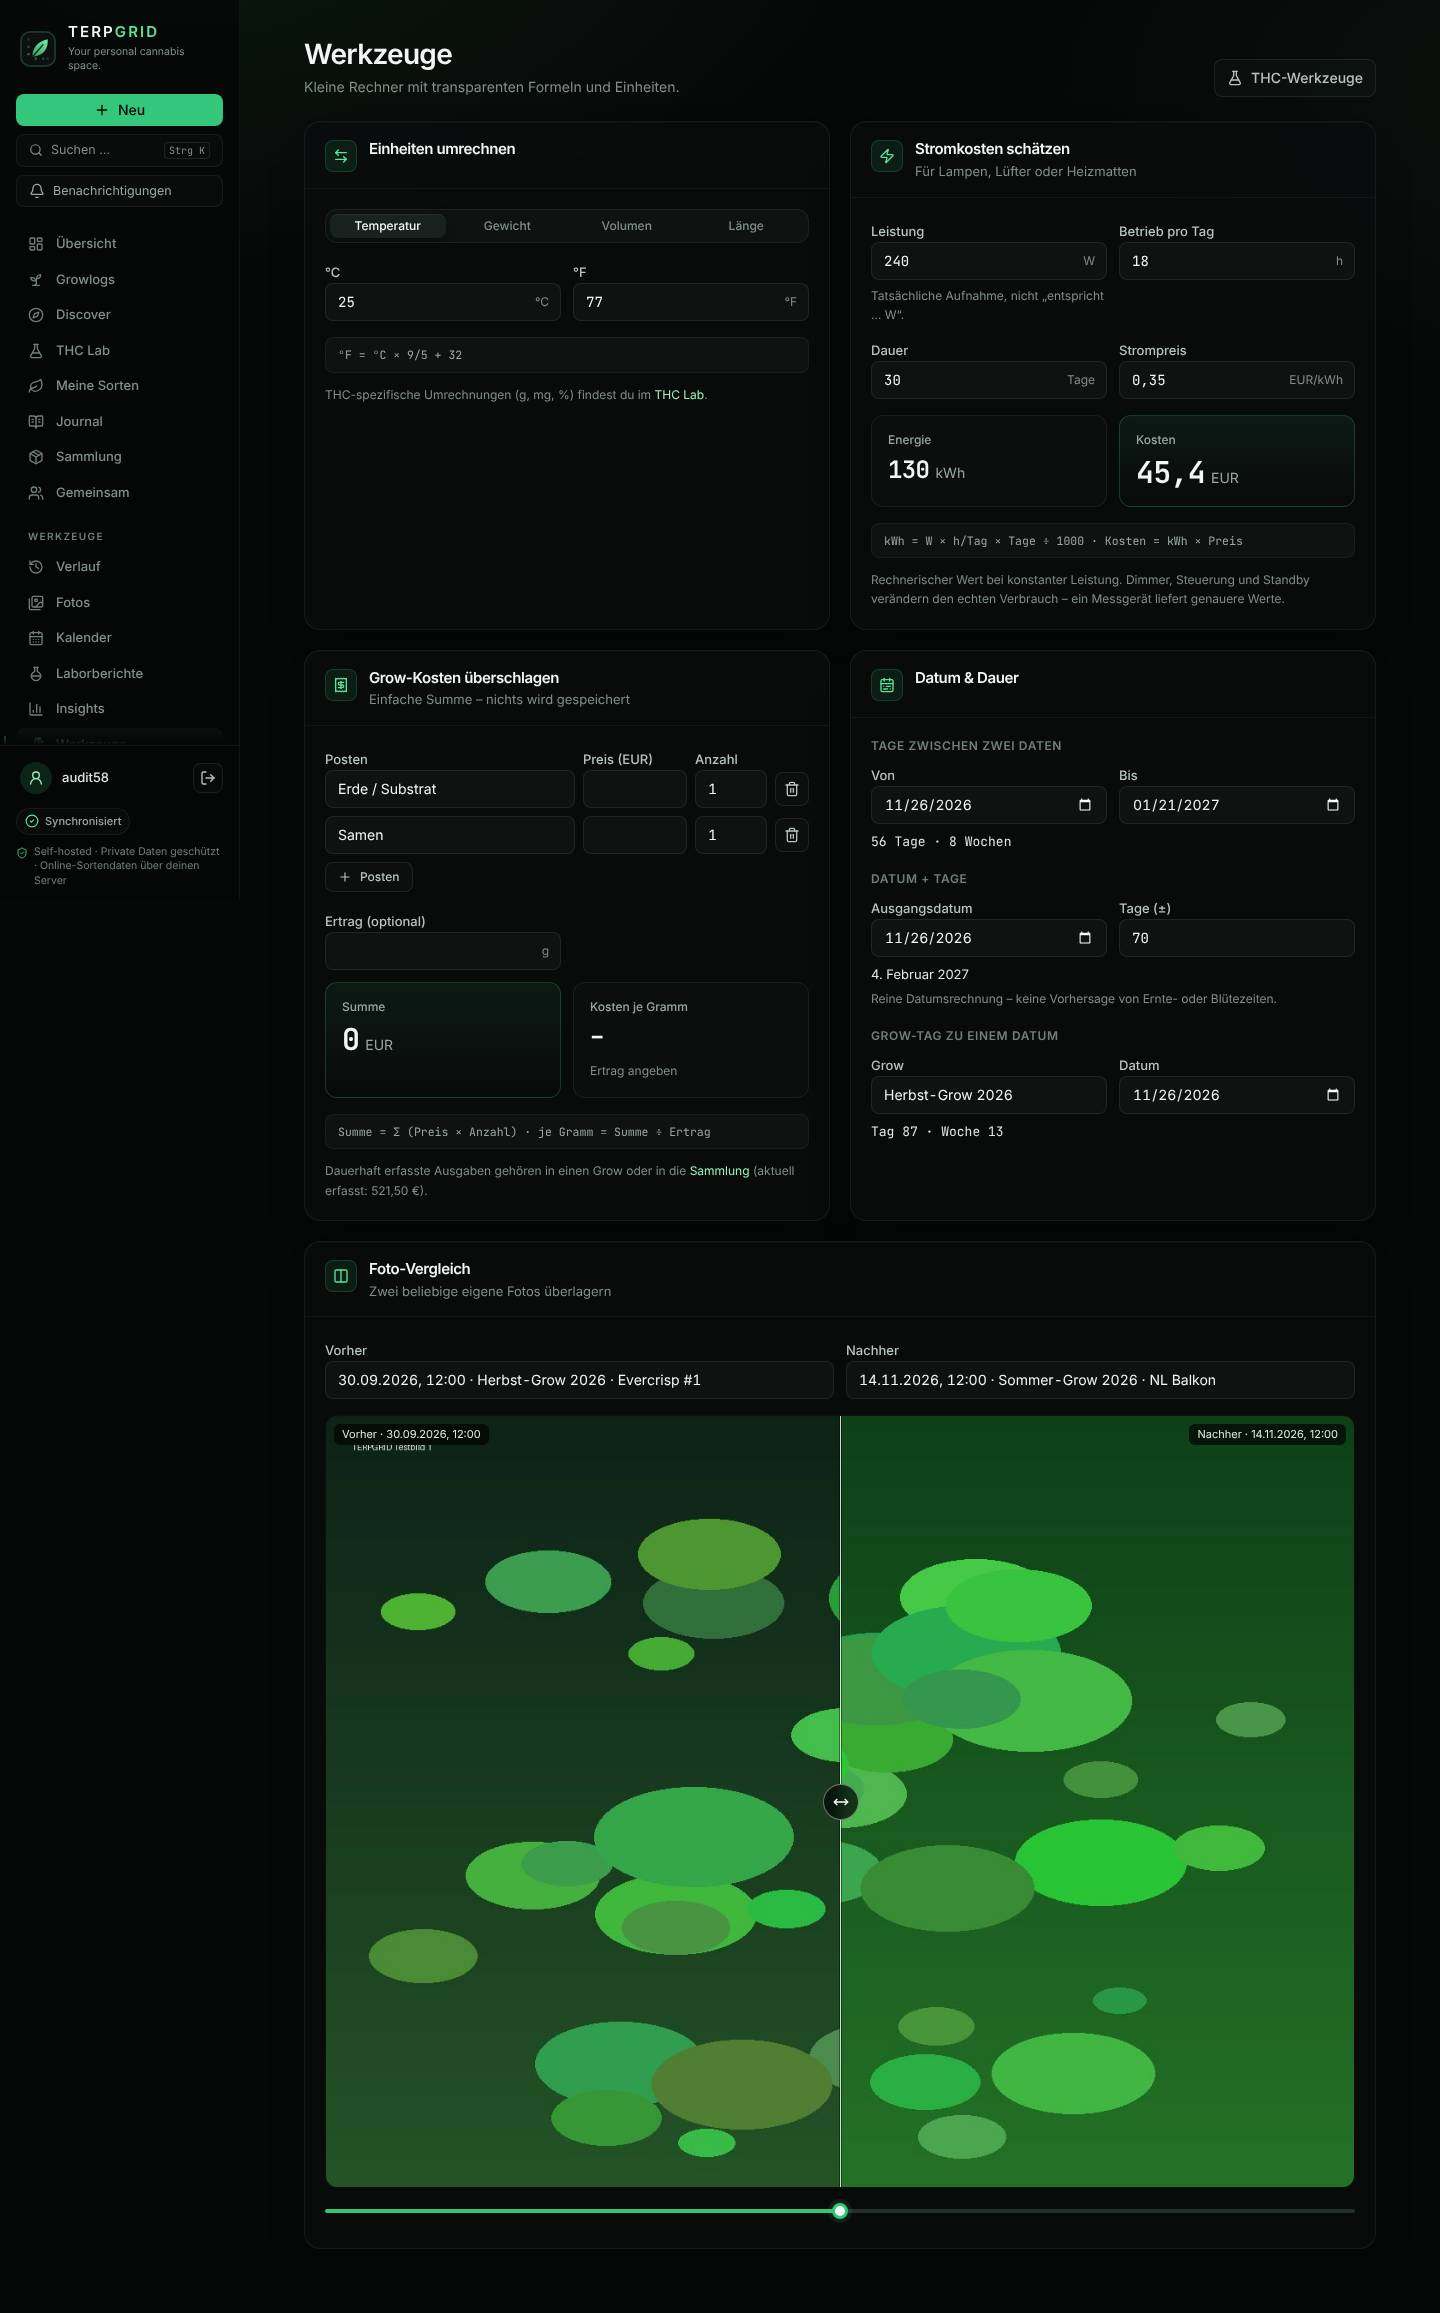 TERPGRID
Your personal cannabis
space.
Neu
Suchen ...
Strg K
Benachrichtigungen
Übersicht
Growlogs
Discover
THC Lab
Meine Sorten
Journal
Sammlung
Gemeinsam
WERKZEUGE
Verlauf
Fotos
Kalender
Laborberichte
Insights
audit58
Synchronisiert
Self-hosted · Private Daten geschützt
· Online-Sortendaten über deinen
Server
Werkzeuge
Kleine Rechner mit transparenten Formeln und Einheiten.
THC-Werkzeuge
Einheiten umrechnen
Temperatur Gewicht Volumen Länge
°C °F
25 °C 77 °F
°F = °C × 9/5 + 32
THC-spezifische Umrechnungen (g, mg, %) findest du im THC Lab.
Stromkosten schätzen
Für Lampen, Lüfter oder Heizmatten
Leistung Betrieb pro Tag
240 W 18 h
Tatsächliche Aufnahme, nicht „entspricht
... W“.
Dauer Strompreis
30 Tage 0,35 EUR/kWh
Energie Kosten
130 kWh 45,4 EUR
kWh = W × h/Tag × Tage ÷ 1000 · Kosten = kWh × Preis
Rechnerischer Wert bei konstanter Leistung. Dimmer, Steuerung und Standby
verändern den echten Verbrauch – ein Messgerät liefert genauere Werte.
Grow-Kosten überschlagen
Einfache Summe – nichts wird gespeichert
Posten Preis (EUR) Anzahl
Erde / Substrat 1
Samen 1
Posten
Ertrag (optional)
g
Summe Kosten je Gramm
0 EUR –
Ertrag angeben
Summe = Σ (Preis × Anzahl) · je Gramm = Summe ÷ Ertrag
Dauerhaft erfasste Ausgaben gehören in einen Grow oder in die Sammlung (aktuell
erfasst: 521,50 €).
Datum & Dauer
TAGE ZWISCHEN ZWEI DATEN
Von Bis
11/26/2026 01/21/2027
56 Tage · 8 Wochen
DATUM + TAGE
Ausgangsdatum Tage (±)
11/26/2026 70
4. Februar 2027
Reine Datumsrechnung – keine Vorhersage von Ernte- oder Blütezeiten.
GROW-TAG ZU EINEM DATUM
Grow Datum
Herbst-Grow 2026 11/26/2026
Tag 87 · Woche 13
Foto-Vergleich
Zwei beliebige eigene Fotos überlagern
Vorher Nachher
30.09.2026, 12:00 · Herbst-Grow 2026 · Evercrisp #1 14.11.2026, 12:00 · Sommer-Grow 2026 · NL Balkon
Vorher · 30.09.2026, 12:00 Nachher · 14.11.2026, 12:00
TERPGRID Testbild 1